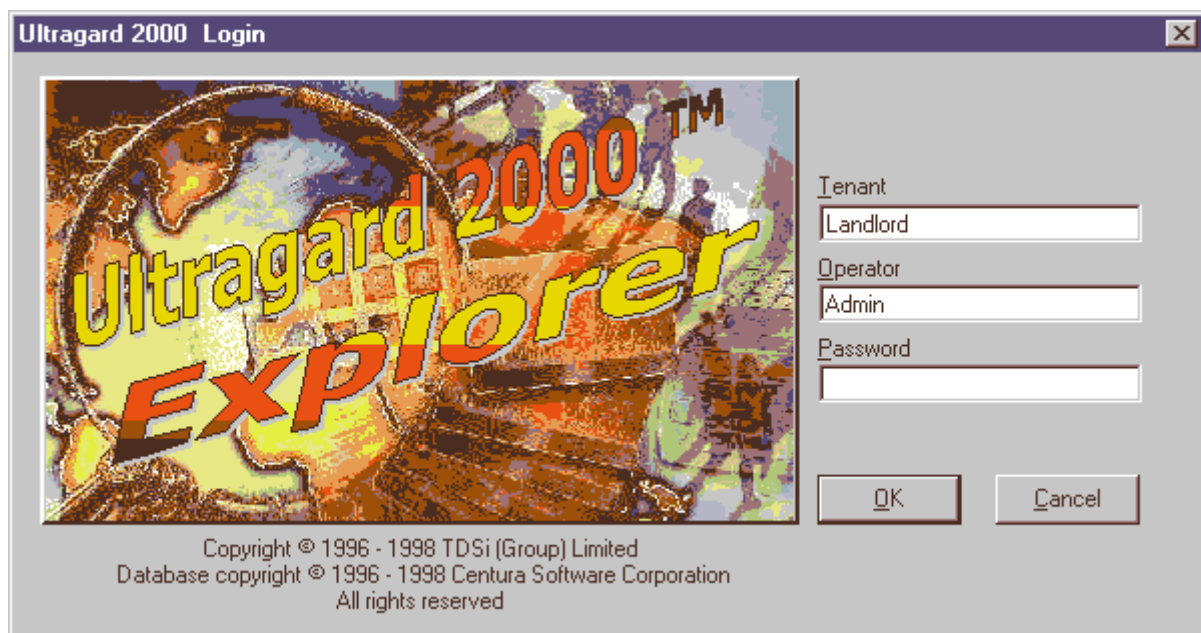 Ultragard 2000 Login
Ultragard 2000 ™
Explorer
Tenant
Landlord
Operator
Admin
Password
OK Cancel
Copyright © 1996 - 1998 TDSi (Group) Limited
Database copyright © 1996 - 1998 Centura Software Corporation
All rights reserved